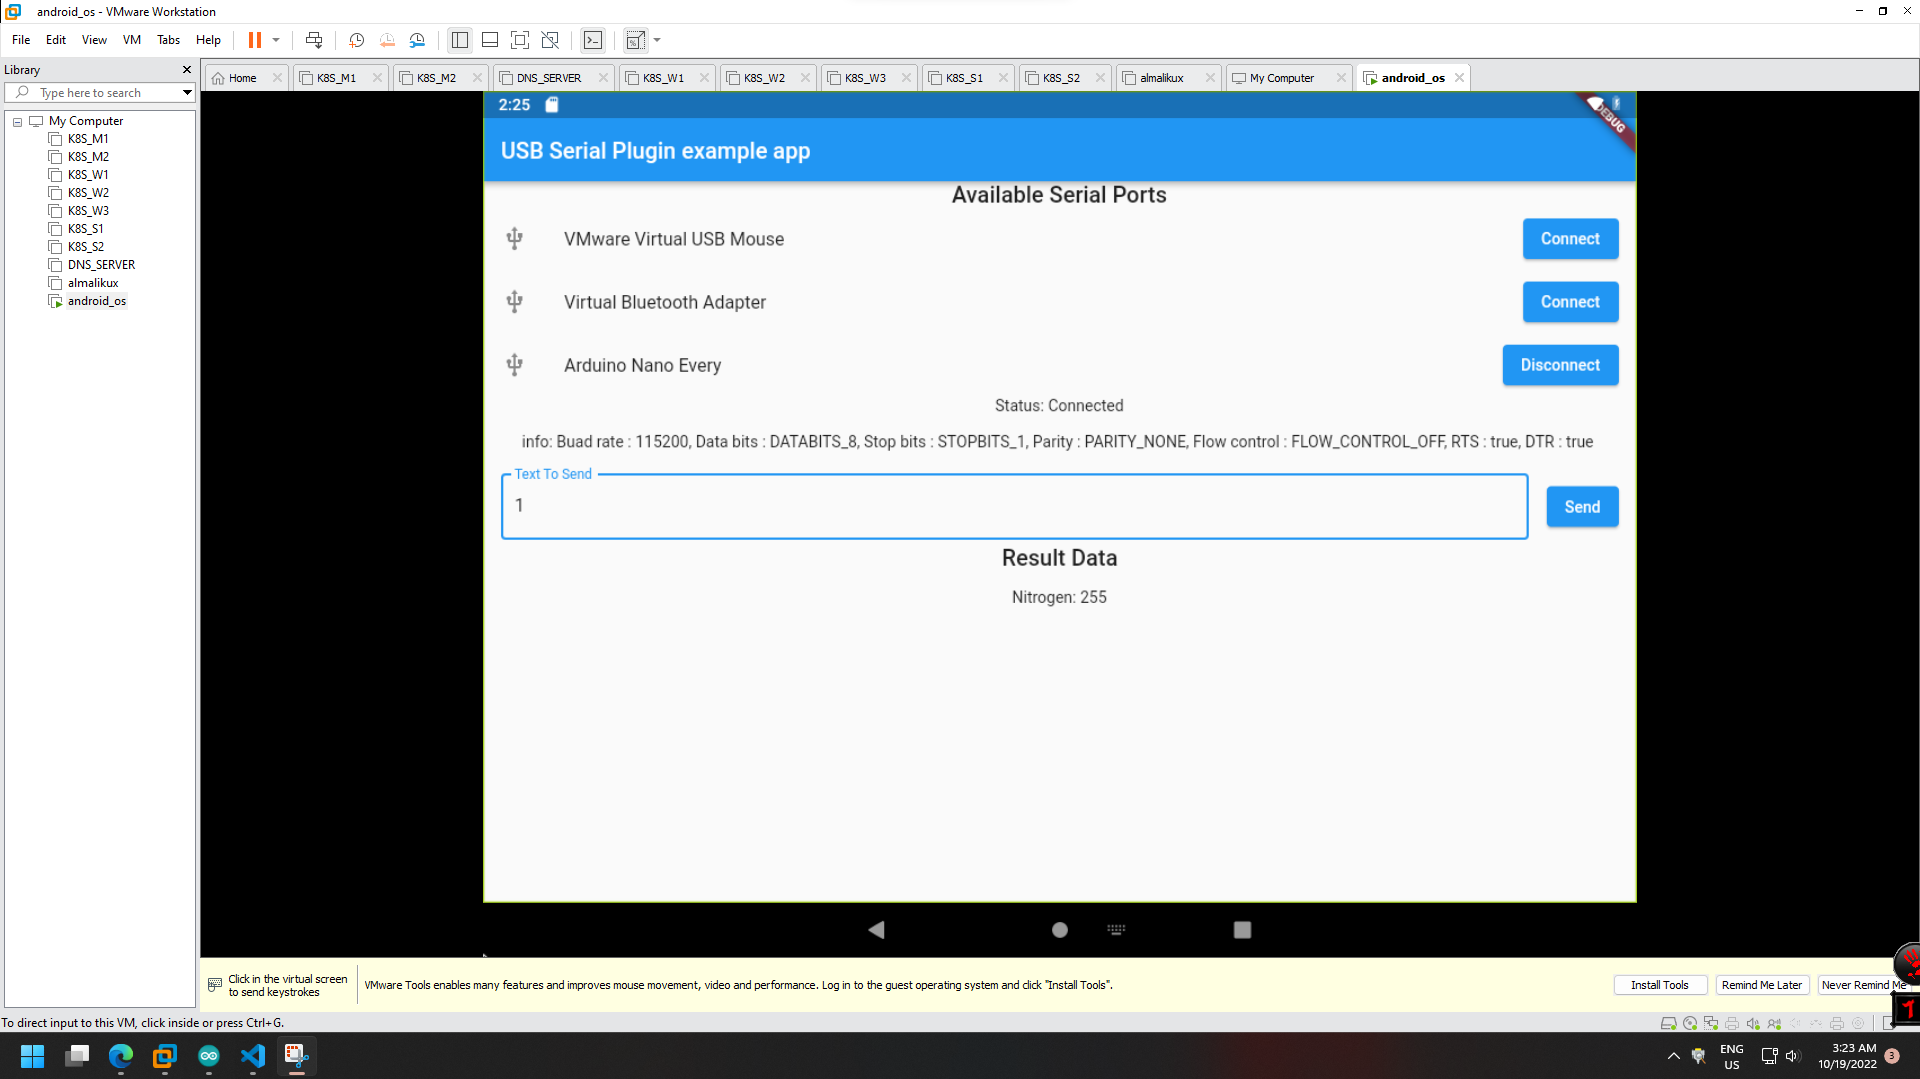 android_os - VMware Workstation
File Edit View VM Tabs Help
Library
Type here to search
My Computer
K8S_M1
K8S_M2
K8S_W1
K8S_W2
K8S_W3
K8S_S1
K8S_S2
DNS_SERVER
almalikux
android_os
Home K8S_M1 K8S_M2 DNS_SERVER K8S_W1 K8S_W2 K8S_W3 K8S_S1 K8S_S2 almalikux My Computer android_os
2:25
DEBUG
USB Serial Plugin example app
Available Serial Ports
VMware Virtual USB Mouse Connect
Virtual Bluetooth Adapter Connect
Arduino Nano Every Disconnect
Status: Connected
info: Buad rate : 115200, Data bits : DATABITS_8, Stop bits : STOPBITS_1, Parity : PARITY_NONE, Flow control : FLOW_CONTROL_OFF, RTS : true, DTR : true
Text To Send
1
Send
Result Data
Nitrogen: 255
Click in the virtual screen
to send keystrokes
VMware Tools enables many features and improves mouse movement, video and performance. Log in to the guest operating system and click "Install Tools".
Install Tools Remind Me Later Never Remind Me
To direct input to this VM, click inside or press Ctrl+G.
ENG
US
3:23 AM
10/19/2022
3